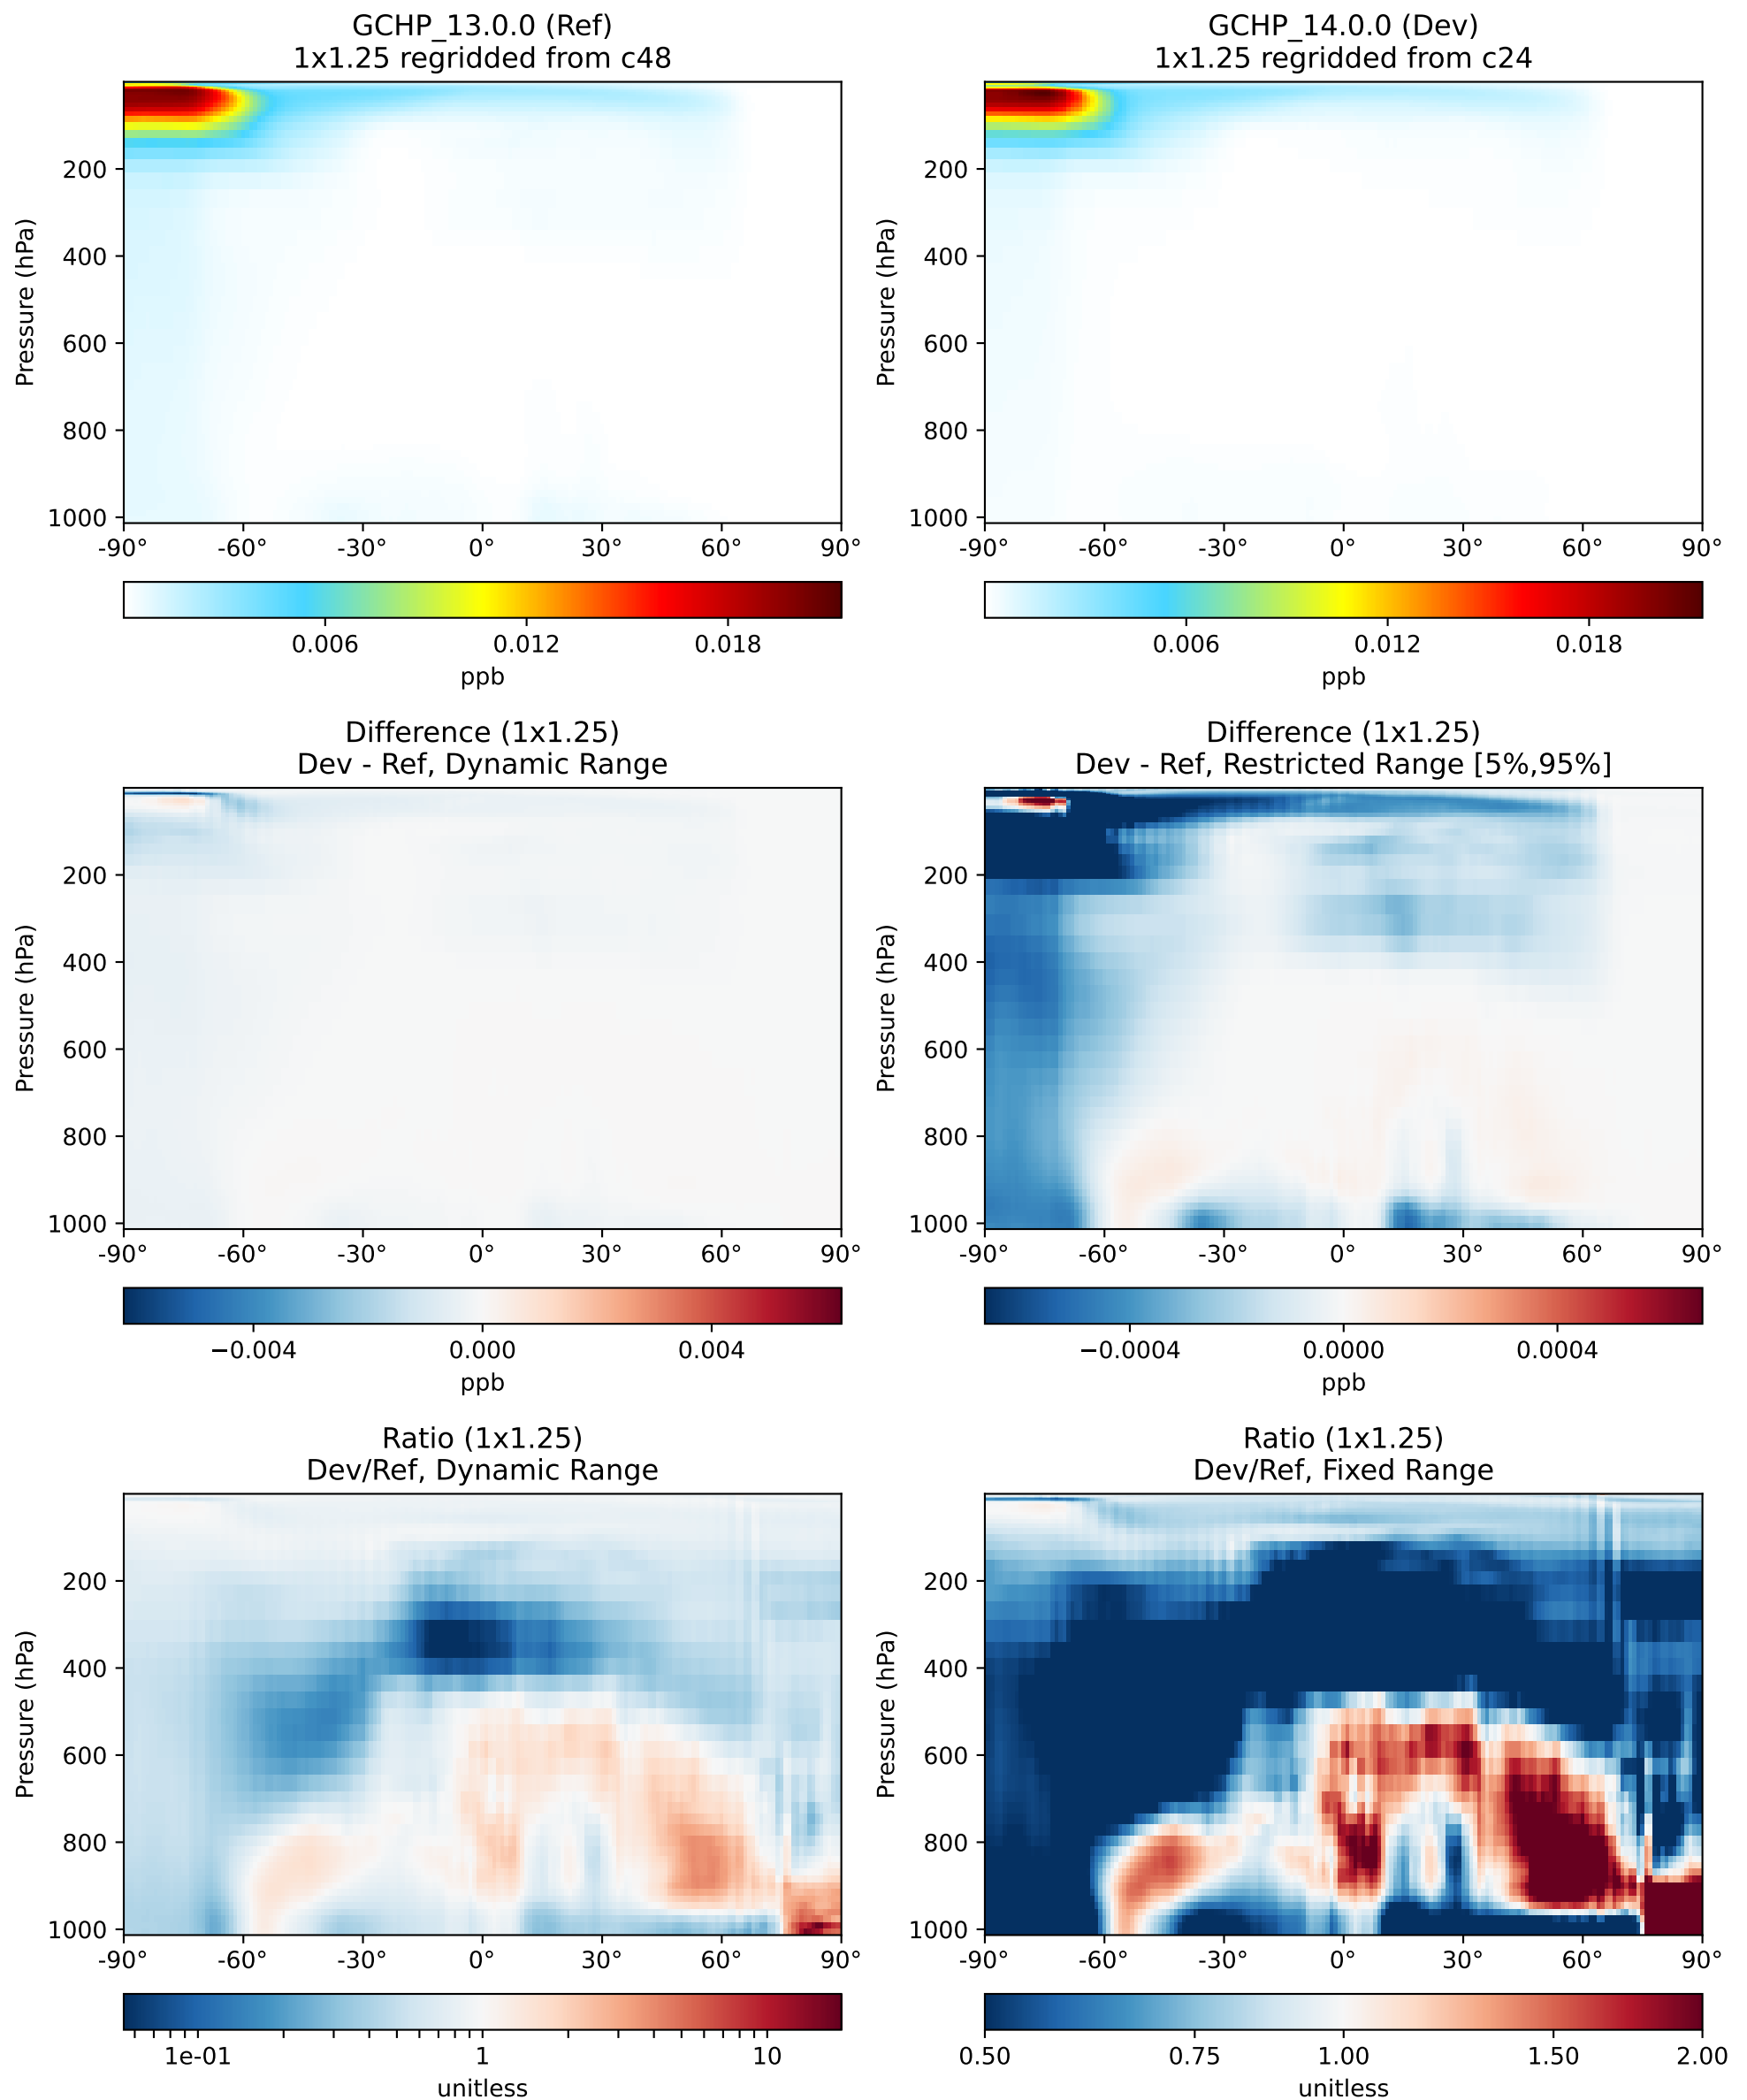 GCHP_13.0.0 (Ref)
1x1.25 regridded from c48
GCHP_14.0.0 (Dev)
1x1.25 regridded from c24
Pressure (hPa)
200
400
600
800
1000
-90° -60° -30° 0° 30° 60° 90°
0.006 0.012 0.018
ppb
Pressure (hPa)
200
400
600
800
1000
-90° -60° -30° 0° 30° 60° 90°
0.006 0.012 0.018
ppb
Difference (1x1.25)
Dev - Ref, Dynamic Range
Difference (1x1.25)
Dev - Ref, Restricted Range [5%,95%]
Pressure (hPa)
200
400
600
800
1000
-90° -60° -30° 0° 30° 60° 90°
−0.004 0.000 0.004
ppb
Pressure (hPa)
200
400
600
800
1000
-90° -60° -30° 0° 30° 60° 90°
−0.0004 0.0000 0.0004
ppb
Ratio (1x1.25)
Dev/Ref, Dynamic Range
Ratio (1x1.25)
Dev/Ref, Fixed Range
Pressure (hPa)
200
400
600
800
1000
-90° -60° -30° 0° 30° 60° 90°
1e-01 1 10
unitless
Pressure (hPa)
200
400
600
800
1000
-90° -60° -30° 0° 30° 60° 90°
0.50 0.75 1.00 1.50 2.00
unitless